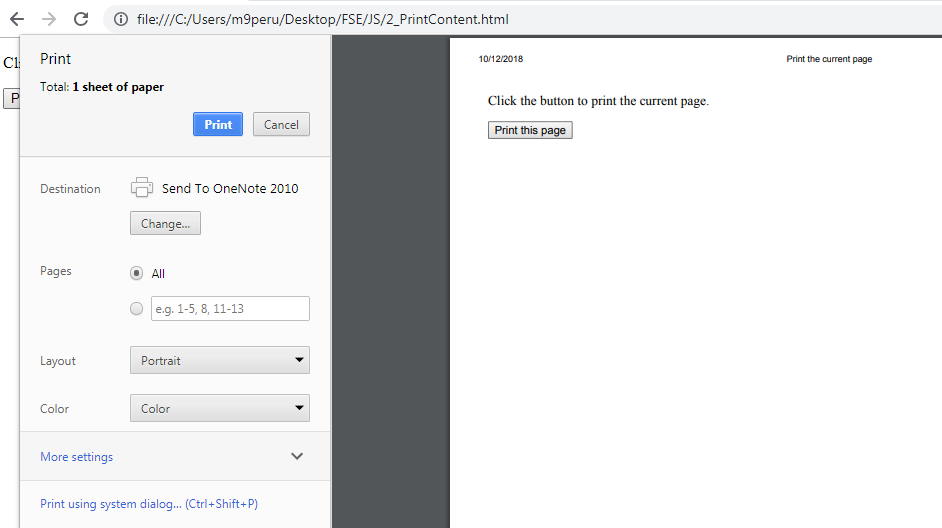 file:///C:/Users/m9peru/Desktop/FSE/JS/2_PrintContent.html
Print
Total: 1 sheet of paper
Print Cancel
Destination Send To OneNote 2010
Change...
Pages All
e.g. 1-5, 8, 11-13
Layout Portrait
Color Color
More settings
Print using system dialog... (Ctrl+Shift+P)
10/12/2018 Print the current page
Click the button to print the current page.
Print this page